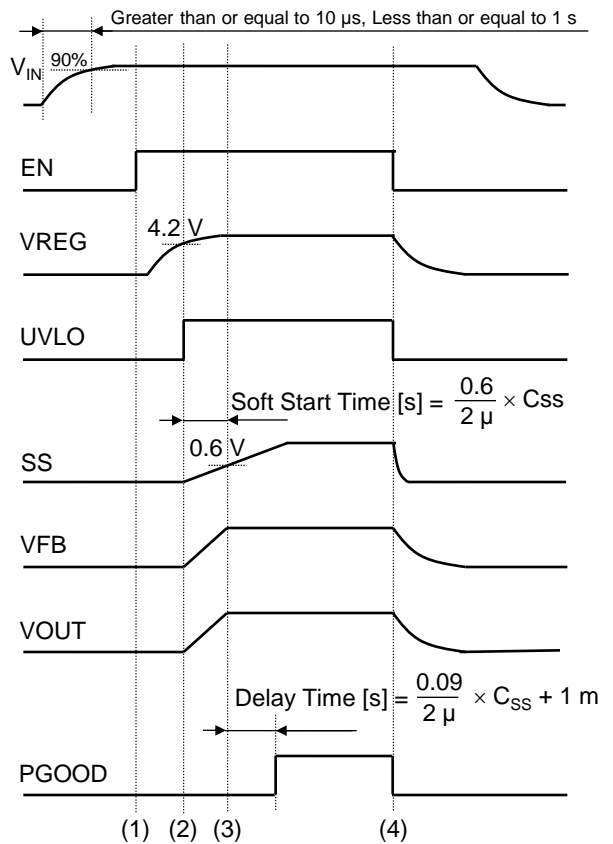 Greater than or equal to 10 µs, Less than or equal to 1 s
V_IN 90%
EN
VREG 4.2 V
UVLO
Soft Start Time [s] = 0.6 / 2 µ × Css
SS 0.6 V
VFB
VOUT
Delay Time [s] = 0.09 / 2 µ × C_SS + 1 m
PGOOD
(1) (2) (3) (4)